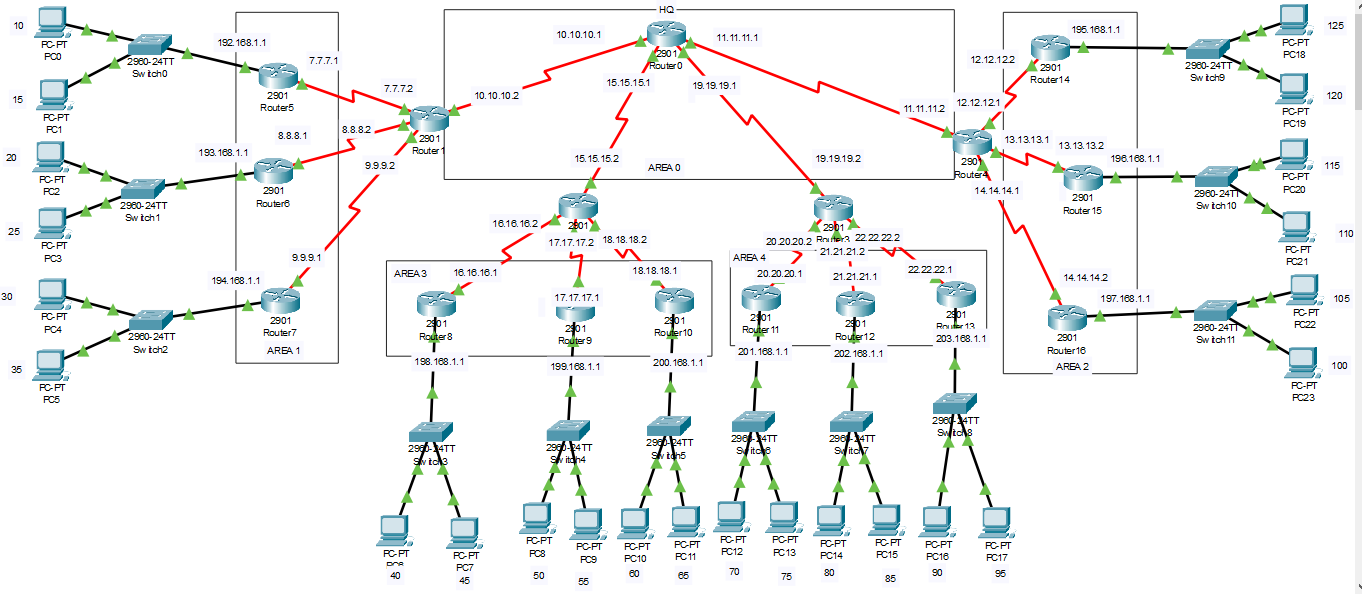 HQ
10
PC-PT
PC0
2960-24TT
Switch0
15
PC-PT
PC1
192.168.1.1
7.7.7.1
2901
Router5
7.7.7.2
20
PC-PT
PC2
2960-24TT
Switch1
25
PC-PT
PC3
193.168.1.1
8.8.8.1
8.8.8.2
2901
Router6
9.9.9.2
2901
Router1
30
PC-PT
PC4
2960-24TT
Switch2
35
PC-PT
PC5
194.168.1.1
9.9.9.1
2901
Router7
AREA 1
10.10.10.1
10.10.10.2
2901
Router0
11.11.11.1
15.15.15.1
19.19.19.1
11.11.11.2
15.15.15.2
19.19.19.2
AREA 0
12.12.12.2
12.12.12.1
2901
Router4
13.13.13.1
13.13.13.2
14.14.14.1
14.14.14.2
195.168.1.1
2901
Router14
196.168.1.1
2901
Router15
197.168.1.1
2901
Router16
AREA 2
2960-24TT
Switch9
PC-PT
PC18
125
PC-PT
PC19
120
2960-24TT
Switch10
PC-PT
PC20
115
PC-PT
PC21
110
2960-24TT
Switch11
PC-PT
PC22
105
PC-PT
PC23
100
2901
16.16.16.2
17.17.17.2
18.18.18.2
AREA 3
16.16.16.1
17.17.17.1
18.18.18.1
2901
Router8
2901
Router9
2901
Router10
198.168.1.1
199.168.1.1
200.168.1.1
2901
Router3
20.20.20.2
21.21.21.2
22.22.22.2
AREA 4
20.20.20.1
21.21.21.1
22.22.22.1
2901
Router11
2901
Router12
2901
Router13
201.168.1.1
202.168.1.1
203.168.1.1
2960-24TT
Switch3
2960-24TT
Switch4
2960-24TT
Switch5
2960-24TT
Switch6
2960-24TT
Switch7
2960-24TT
Switch8
PC-PT
PC6
40
PC-PT
PC7
45
PC-PT
PC8
50
PC-PT
PC9
55
PC-PT
PC10
60
PC-PT
PC11
65
PC-PT
PC12
70
PC-PT
PC13
75
PC-PT
PC14
80
PC-PT
PC15
85
PC-PT
PC16
90
PC-PT
PC17
95